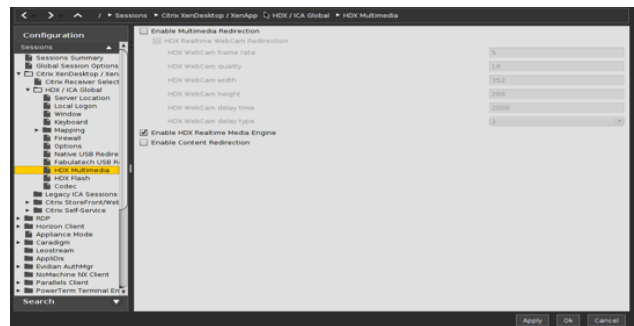 / ▸ Sessions ▸ Citrix XenDesktop / XenApp HDX / ICA Global ▸ HDX Multimedia
Configuration
Sessions
Sessions Summary
Global Session Options
Citrix XenDesktop / Xen
Citrix Receiver Select
HDX / ICA Global
Server Location
Local Logon
Window
Keyboard
Mapping
Firewall
Options
Native USB Redire
Fabulatech USB R
HDX Multimedia
HDX Flash
Codec
Legacy ICA Sessions
Citrix StoreFront/Web
Citrix Self-Service
RDP
Horizon Client
Appliance Mode
Caradigm
Leostream
AppliDis
Evidian AuthMgr
NoMachine NX Client
Parallels Client
PowerTerm Terminal Em
Search
Enable Multimedia Redirection
HDX Realtime WebCam Redirection
HDX WebCam frame rate 5
HDX WebCam quality 16
HDX WebCam width 352
HDX WebCam height 288
HDX WebCam delay time 2000
HDX WebCam delay type 1
Enable HDX Realtime Media Engine
Enable Content Redirection
Apply Ok Cancel